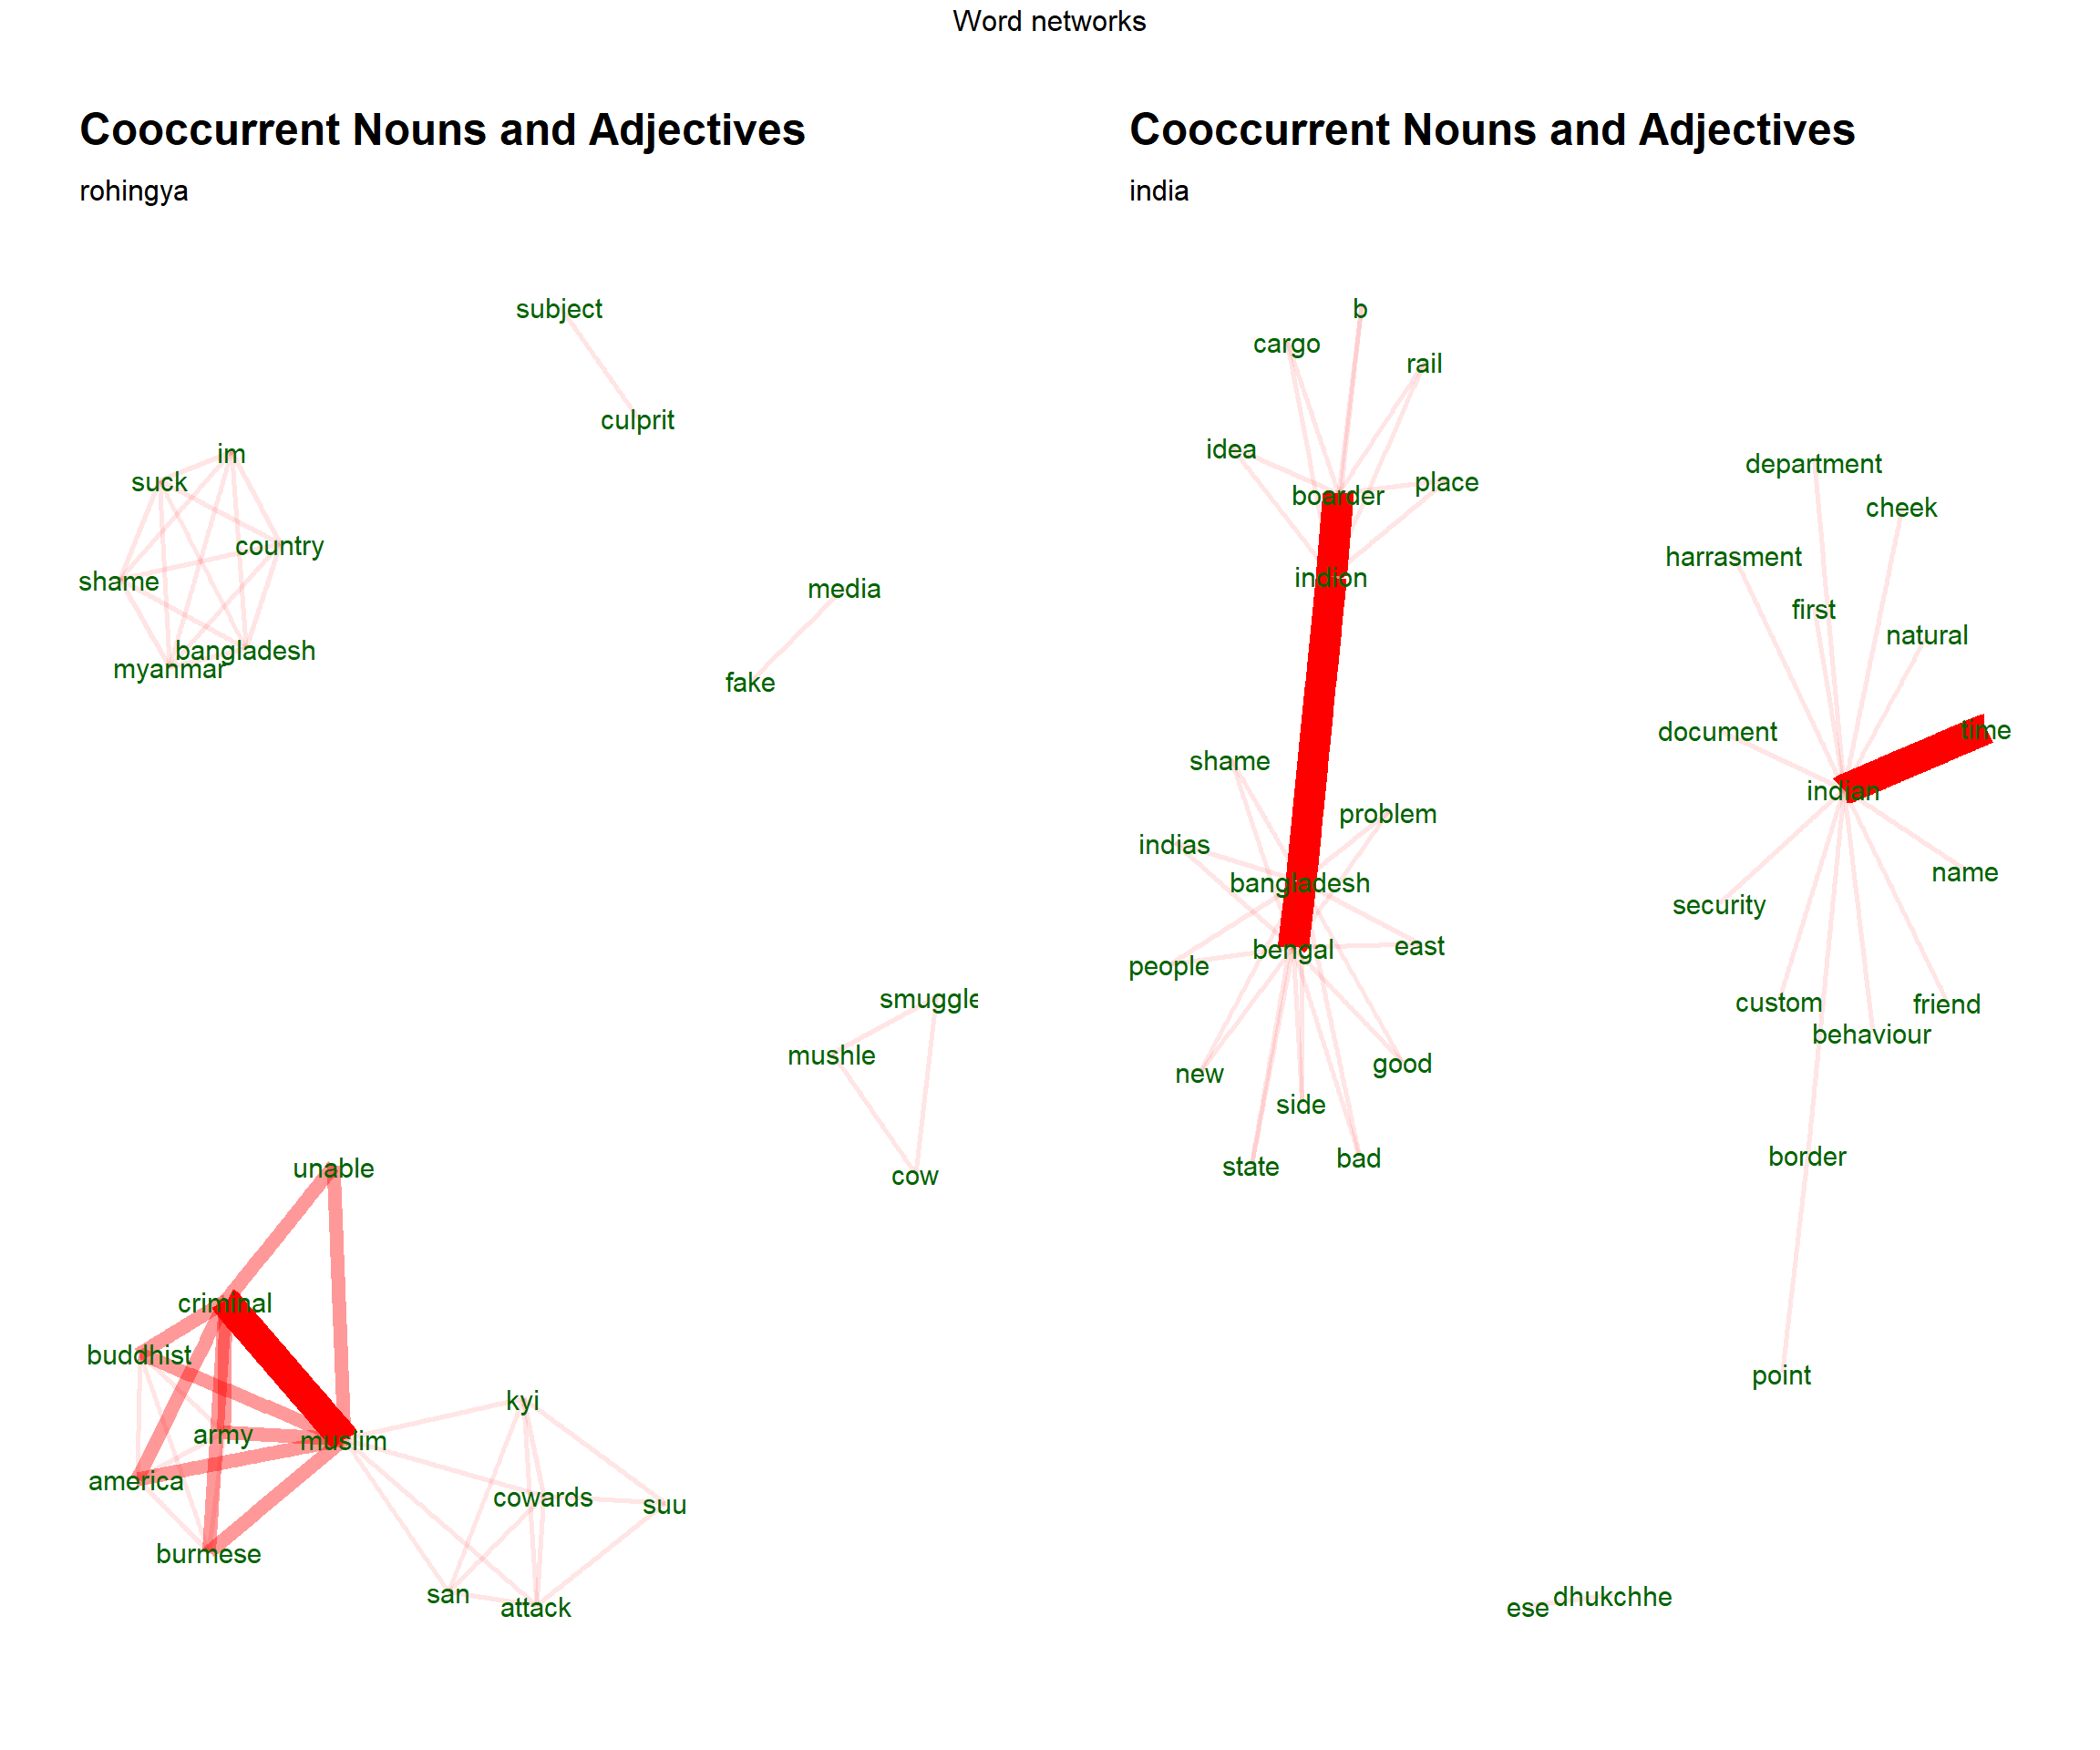 Word networks
Cooccurrent Nouns and Adjectives
rohingya
subject
culprit
im
suck
country
shame
bangladesh
myanmar
media
fake
smuggle
mushle
cow
unable
criminal
buddhist
army
muslim
america
burmese
kyi
cowards
suu
san
attack
Cooccurrent Nouns and Adjectives
india
b
cargo
rail
idea
place
boarder
indion
shame
problem
indias
bangladesh
bengal
east
people
new
good
side
state
bad
department
cheek
harrasment
first
natural
document
time
indian
name
security
custom
friend
behaviour
border
point
ese
dhukchhe